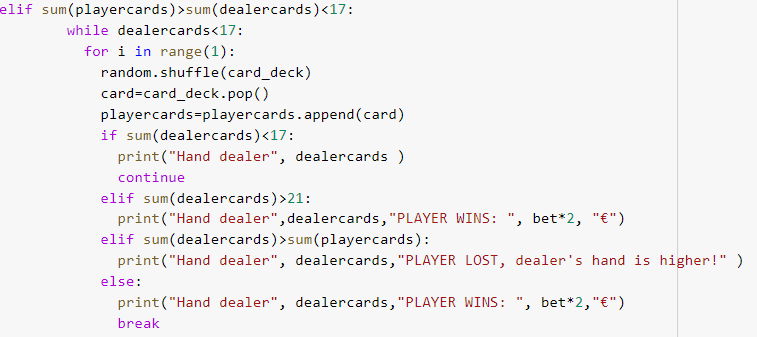 elif sum(playercards)>sum(dealercards)<17:
while dealercards<17:
for i in range(1):
random.shuffle(card_deck)
card=card_deck.pop()
playercards=playercards.append(card)
if sum(dealercards)<17:
print("Hand dealer", dealercards )
continue
elif sum(dealercards)>21:
print("Hand dealer",dealercards,"PLAYER WINS: ", bet*2, "€")
elif sum(dealercards)>sum(playercards):
print("Hand dealer", dealercards,"PLAYER LOST, dealer's hand is higher!" )
else:
print("Hand dealer", dealercards,"PLAYER WINS: ", bet*2,"€")
break